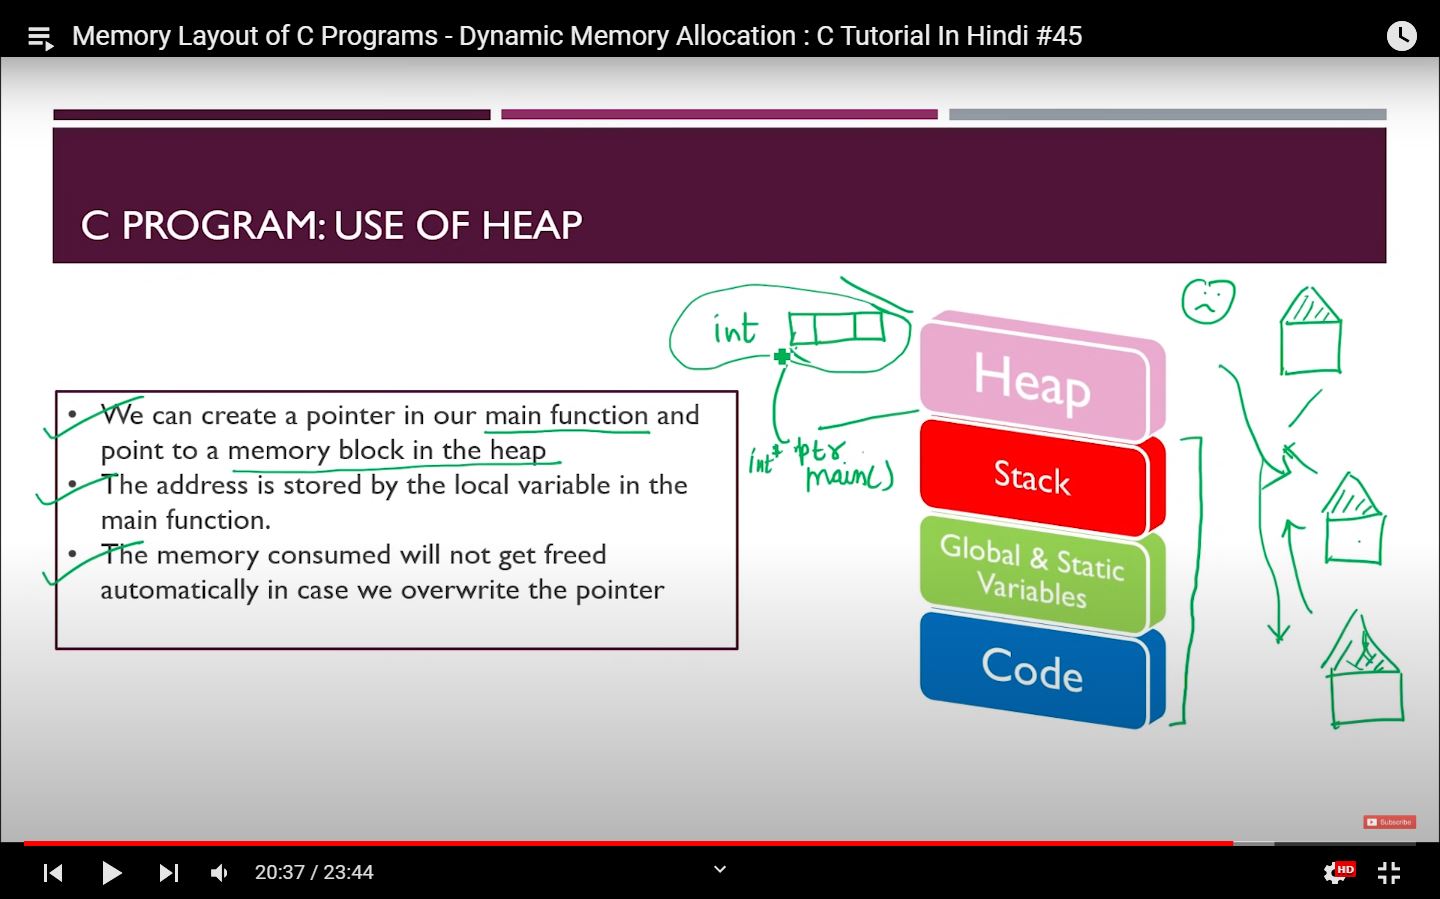 Memory Layout of C Programs - Dynamic Memory Allocation : C Tutorial In Hindi #45
C PROGRAM: USE OF HEAP
• We can create a pointer in our main function and
point to a memory block in the heap
• The address is stored by the local variable in the
main function.
• The memory consumed will not get freed
automatically in case we overwrite the pointer
int
int* ptr
main()
Heap
Stack
Global & Static
Variables
Code
Subscribe
20:37 / 23:44
HD